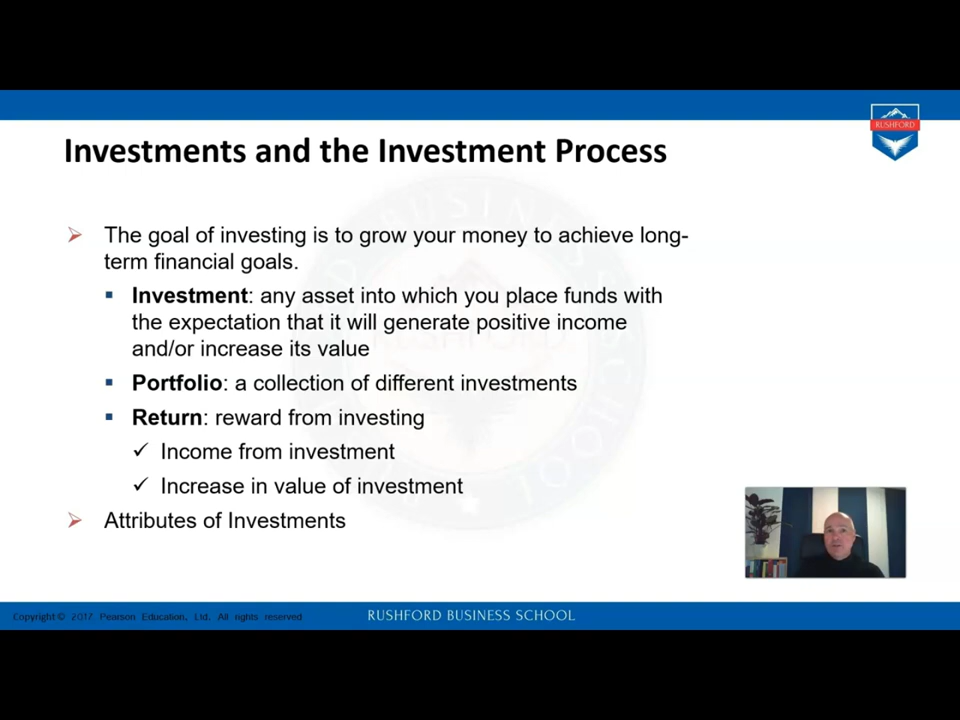 RUSHFORD
Investments and the Investment Process
The goal of investing is to grow your money to achieve long-
term financial goals.
Investment: any asset into which you place funds with
the expectation that it will generate positive income
and/or increase its value
Portfolio: a collection of different investments
Return: reward from investing
Income from investment
Increase in value of investment
Attributes of Investments
Copyright © 2017, Pearson Education, Ltd. All rights reserved
RUSHFORD BUSINESS SCHOOL